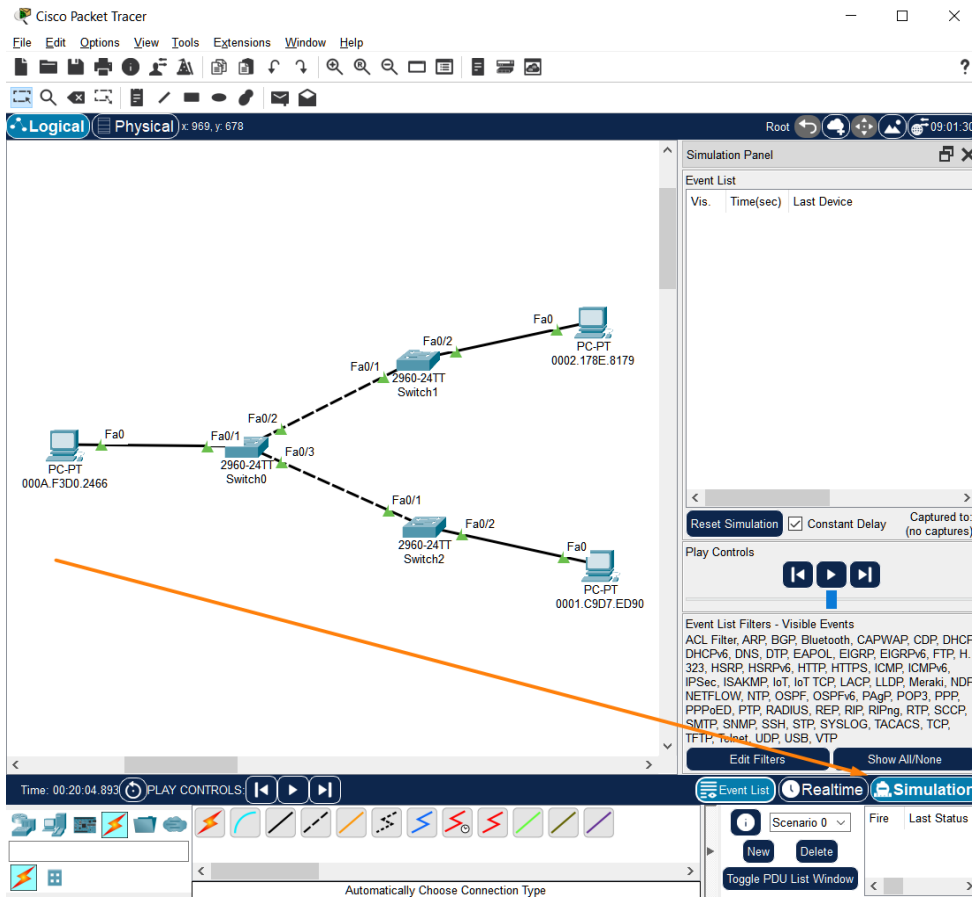 Cisco Packet Tracer
File Edit Options View Tools Extensions Window Help
?
Logical Physical x: 969, y: 678 Root 09:01:30
Simulation Panel
Event List
Vis. Time(sec) Last Device
Fa0
Fa0/2
PC-PT
0002.178E.8179
Fa0/1
2960-24TT
Switch1
Fa0/2
Fa0 Fa0/1
Fa0/3
PC-PT
000A.F3D0.2466
2960-24TT
Switch0
Fa0/1
Fa0/2
2960-24TT
Switch2
Fa0
PC-PT
0001.C9D7.ED90
Reset Simulation Constant Delay Captured to:
(no captures)
Play Controls
Event List Filters - Visible Events
ACL Filter, ARP, BGP, Bluetooth, CAPWAP, CDP, DHCP
DHCPv6, DNS, DTP, EAPOL, EIGRP, EIGRPv6, FTP, H.
323, HSRP, HSRPv6, HTTP, HTTPS, ICMP, ICMPv6,
IPSec, ISAKMP, IoT, IoT TCP, LACP, LLDP, Meraki, NDP
NETFLOW, NTP, OSPF, OSPFv6, PAgP, POP3, PPP,
PPPoED, PTP, RADIUS, REP, RIP, RIPng, RTP, SCCP,
SMTP, SNMP, SSH, STP, SYSLOG, TACACS, TCP,
TFTP, Telnet, UDP, USB, VTP
Edit Filters Show All/None
Time: 00:20:04.893 PLAY CONTROLS: Event List Realtime Simulation
Scenario 0 Fire Last Status
New Delete
Toggle PDU List Window
Automatically Choose Connection Type